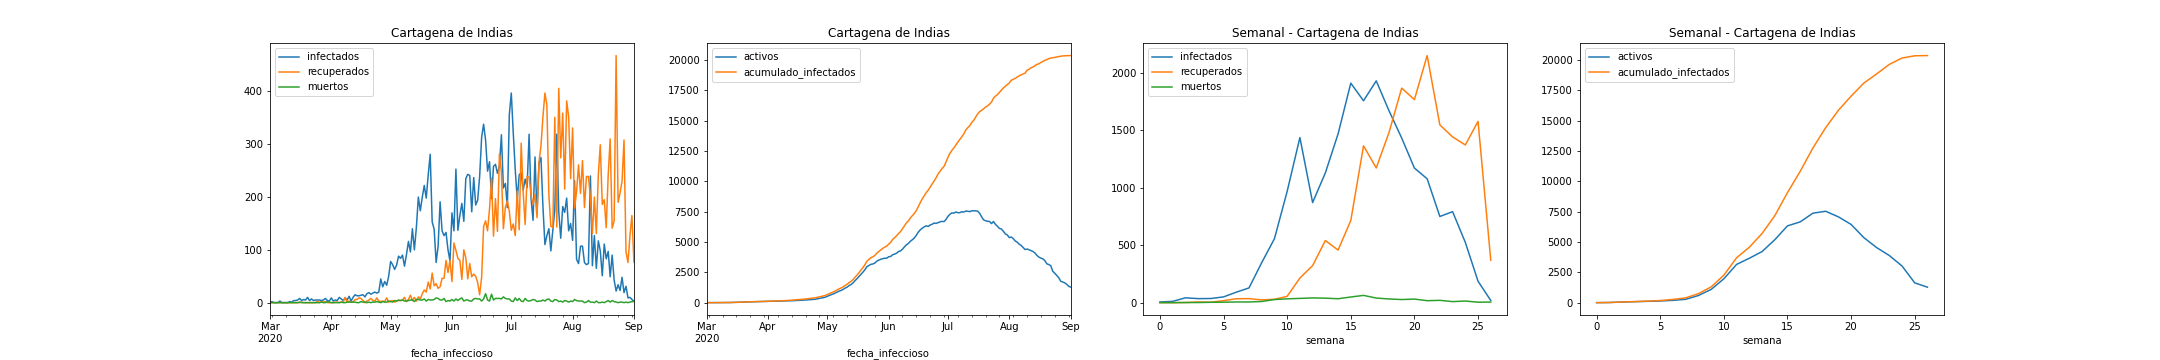 Cartagena de Indias
infectados
recuperados
muertos
400
300
200
100
0
Mar
2020
Apr
May
Jun
Jul
Aug
Sep
fecha_infeccioso
Cartagena de Indias
activos
acumulado_infectados
20000
17500
15000
12500
10000
7500
5000
2500
0
Mar
2020
Apr
May
Jun
Jul
Aug
Sep
fecha_infeccioso
Semanal - Cartagena de Indias
infectados
recuperados
muertos
2000
1500
1000
500
0
0
5
10
15
20
25
semana
Semanal - Cartagena de Indias
activos
acumulado_infectados
20000
17500
15000
12500
10000
7500
5000
2500
0
0
5
10
15
20
25
semana